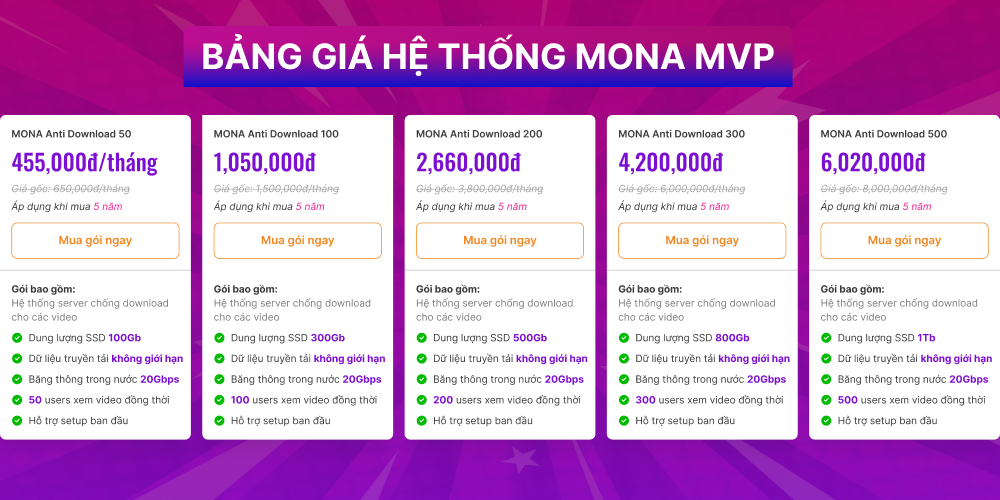 BẢNG GIÁ HỆ THỐNG MONA MVP
MONA Anti Download 50
455,000đ/tháng
Giá gốc: 650,000đ/tháng
Áp dụng khi mua 5 năm
Mua gói ngay
Gói bao gồm:
Hệ thống server chống download
cho các video
Dung lượng SSD 100Gb
Dữ liệu truyền tải không giới hạn
Băng thông trong nước 20Gbps
50 users xem video đồng thời
Hỗ trợ setup ban đầu
MONA Anti Download 100
1,050,000đ
Giá gốc: 1,500,000đ/tháng
Áp dụng khi mua 5 năm
Mua gói ngay
Gói bao gồm:
Hệ thống server chống download
cho các video
Dung lượng SSD 300Gb
Dữ liệu truyền tải không giới hạn
Băng thông trong nước 20Gbps
100 users xem video đồng thời
Hỗ trợ setup ban đầu
MONA Anti Download 200
2,660,000đ
Giá gốc: 3,800,000đ/tháng
Áp dụng khi mua 5 năm
Mua gói ngay
Gói bao gồm:
Hệ thống server chống download
cho các video
Dung lượng SSD 500Gb
Dữ liệu truyền tải không giới hạn
Băng thông trong nước 20Gbps
200 users xem video đồng thời
Hỗ trợ setup ban đầu
MONA Anti Download 300
4,200,000đ
Giá gốc: 6,000,000đ/tháng
Áp dụng khi mua 5 năm
Mua gói ngay
Gói bao gồm:
Hệ thống server chống download
cho các video
Dung lượng SSD 800Gb
Dữ liệu truyền tải không giới hạn
Băng thông trong nước 20Gbps
300 users xem video đồng thời
Hỗ trợ setup ban đầu
MONA Anti Download 500
6,020,000đ
Giá gốc: 8,000,000đ/tháng
Áp dụng khi mua 5 năm
Mua gói ngay
Gói bao gồm:
Hệ thống server chống download
cho các video
Dung lượng SSD 1Tb
Dữ liệu truyền tải không giới hạn
Băng thông trong nước 20Gbps
500 users xem video đồng thời
Hỗ trợ setup ban đầu